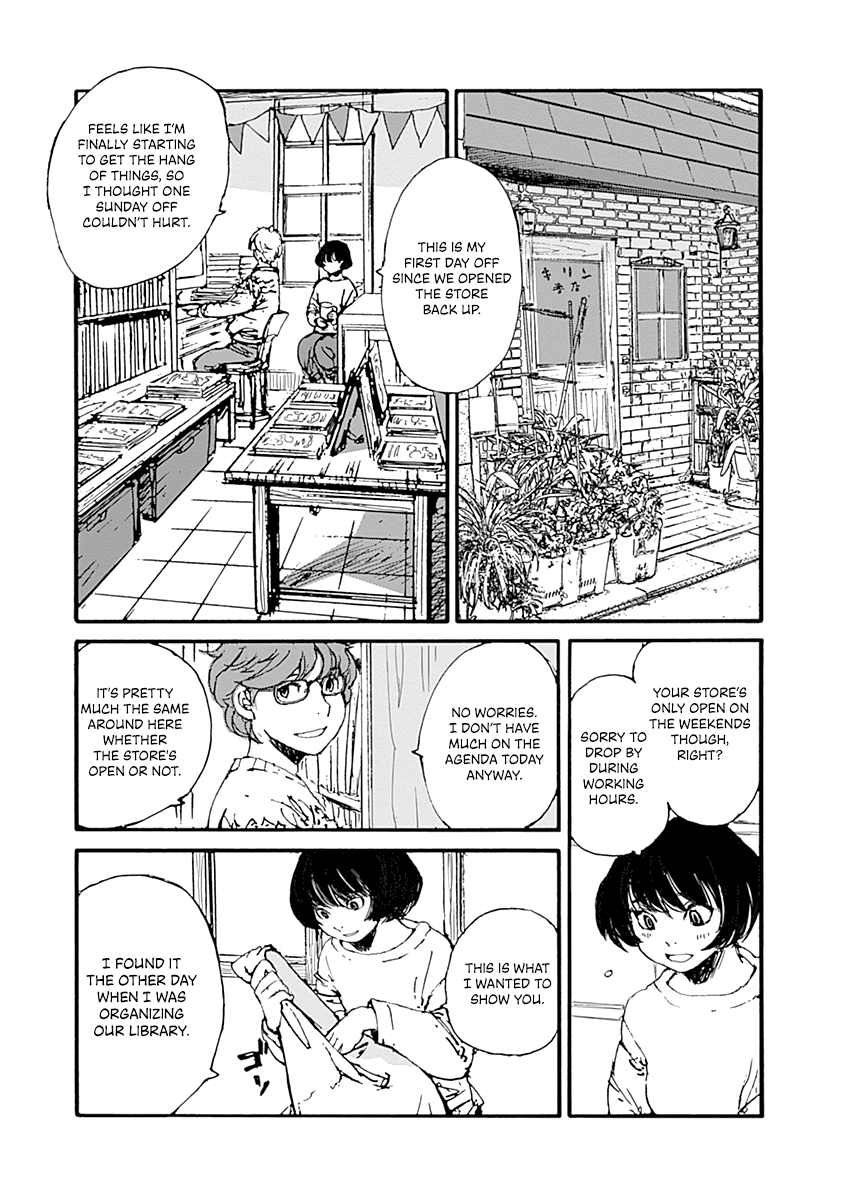 キリン
THIS IS MY
FIRST DAY OFF
SINCE WE OPENED
THE STORE
BACK UP.
FEELS LIKE I'M
FINALLY STARTING
TO GET THE HANG
OF THINGS, SO
I THOUGHT ONE
SUNDAY OFF
COULDN'T HURT.
YOUR STORE'S
ONLY OPEN ON
THE WEEKENDS
THOUGH,
RIGHT?
SORRY TO
DROP BY
DURING
WORKING
HOURS.
NO WORRIES.
I DON'T HAVE
MUCH ON THE
AGENDA TODAY
ANYWAY.
IT'S PRETTY
MUCH THE SAME
AROUND HERE
WHETHER
THE STORE'S
OPEN OR NOT.
THIS IS WHAT
I WANTED TO
SHOW YOU.
I FOUND IT
THE OTHER DAY
WHEN I WAS
ORGANIZING
OUR LIBRARY.